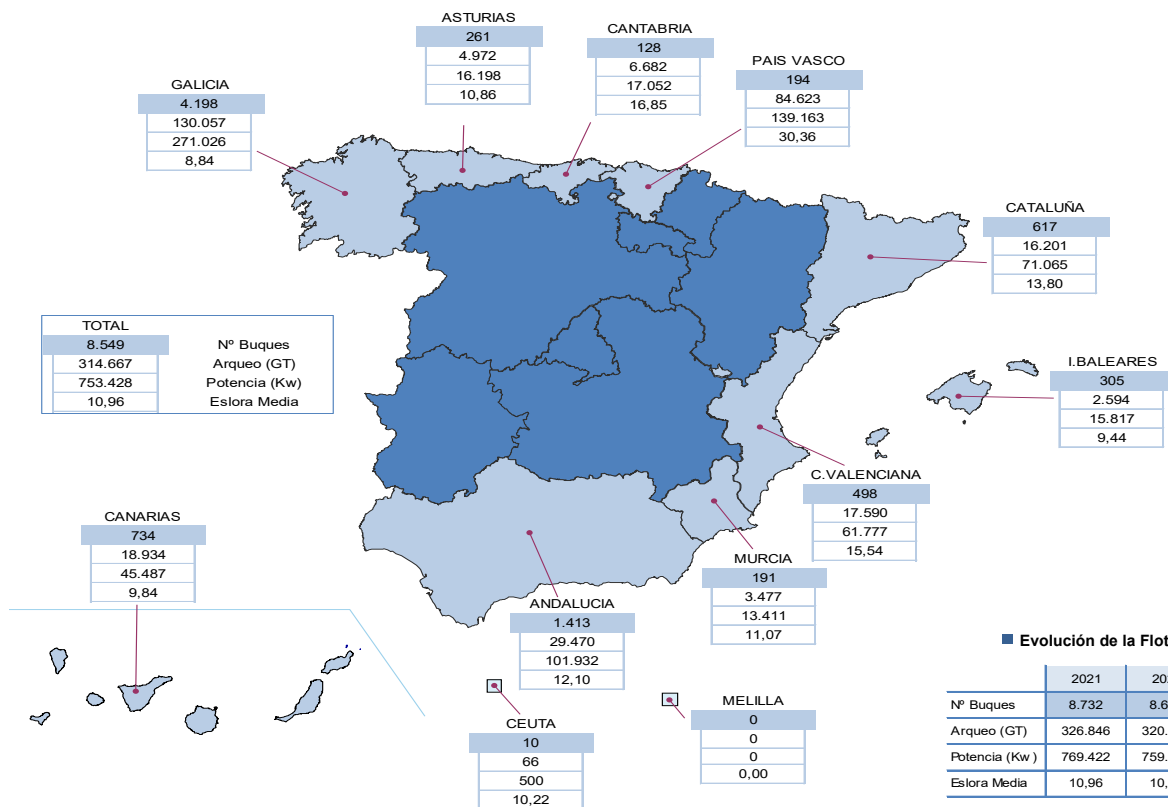 ASTURIAS
261
4.972
16.198
10,86
CANTABRIA
128
6.682
17.052
16,85
PAIS VASCO
194
84.623
139.163
30,36
GALICIA
4.198
130.057
271.026
8,84
CATALUÑA
617
16.201
71.065
13,80
TOTAL
8.549 Nº Buques
314.667 Arqueo (GT)
753.428 Potencia (Kw)
10,96 Eslora Media
I.BALEARES
305
2.594
15.817
9,44
C.VALENCIANA
498
17.590
61.777
15,54
CANARIAS
734
18.934
45.487
9,84
MURCIA
191
3.477
13.411
11,07
ANDALUCIA
1.413
29.470
101.932
12,10
CEUTA
10
66
500
10,22
MELILLA
0
0
0
0,00
Evolución de la Flot
2021 20
Nº Buques 8.732 8.6
Arqueo (GT) 326.846 320.
Potencia (Kw) 769.422 759.
Eslora Media 10,96 10,